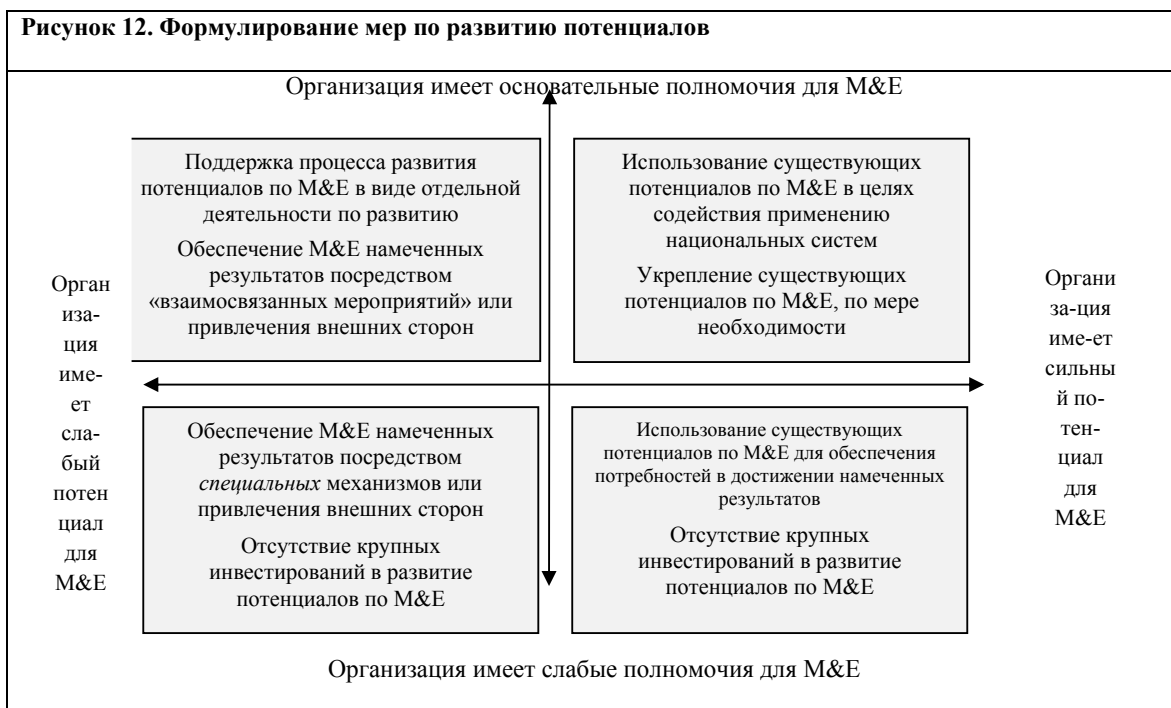 Рисунок 12. Формулирование мер по развитию потенциалов
Организация имеет основательные полномочия для M&E
Поддержка процесса развития
потенциалов по M&E в виде отдельной
деятельности по развитию
Обеспечение M&E намеченных
результатов посредством
«взаимосвязанных мероприятий» или
привлечения внешних сторон
Использование существующих
потенциалов по M&E в целях
содействия применению
национальных систем
Укрепление существующих
потенциалов по M&E, по мере
необходимости
Орган
иза-
ция
име-
ет
сла-
бый
потен
циал
для
M&E
Органи
за-ция
име-ет
сильны
й по-
тен-
циал
для
M&E
Обеспечение M&E намеченных
результатов посредством
специальных механизмов или
привлечения внешних сторон
Отсутствие крупных
инвестирований в развитие
потенциалов по M&E
Использование существующих
потенциалов по M&E для обеспечения
потребностей в достижении намеченных
результатов
Отсутствие крупных
инвестирований в развитие
потенциалов по M&E
Организация имеет слабые полномочия для M&E